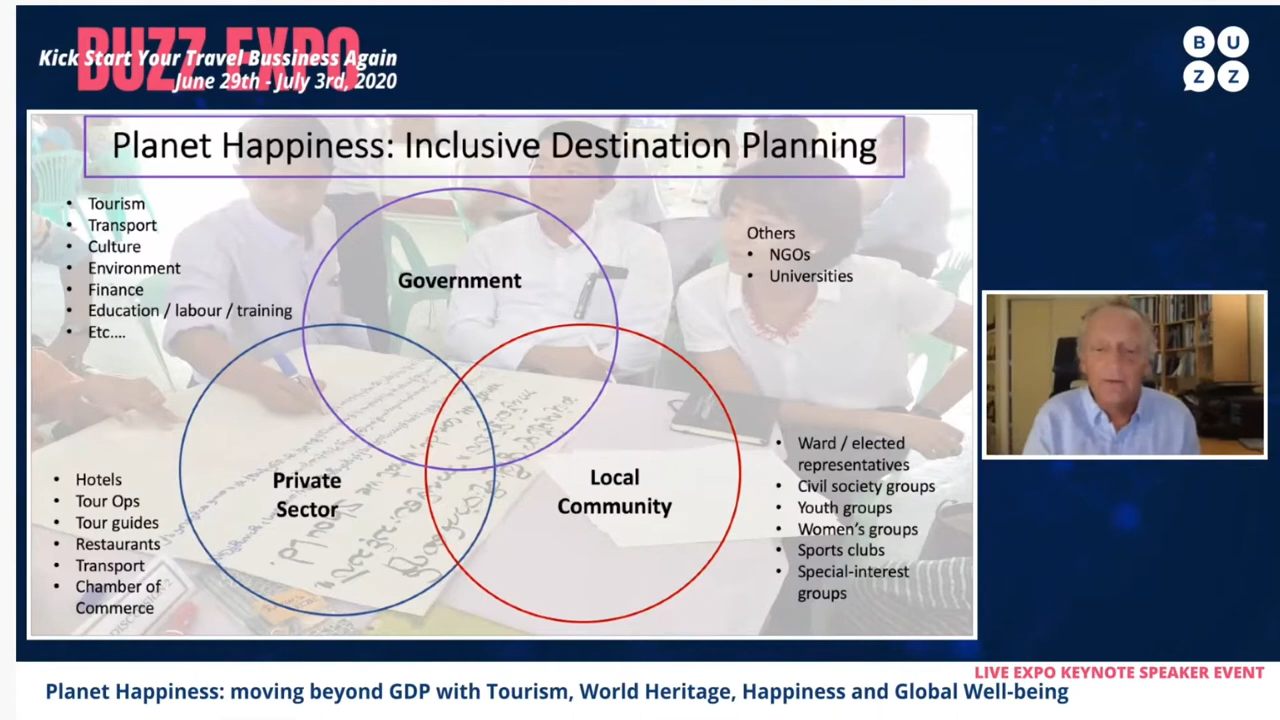 BUZZ EXPO
Kick Start Your Travel Bussiness Again
June 29th - July 3rd, 2020
B U
Z Z
Planet Happiness: Inclusive Destination Planning
• Tourism
• Transport
• Culture
• Environment
• Finance
• Education / labour / training
• Etc....
Government
Others
• NGOs
• Universities
Private
Sector
Local
Community
• Hotels
• Tour Ops
• Tour guides
• Restaurants
• Transport
• Chamber of
Commerce
• Ward / elected
representatives
• Civil society groups
• Youth groups
• Women's groups
• Sports clubs
• Special-interest
groups
LIVE EXPO KEYNOTE SPEAKER EVENT
Planet Happiness: moving beyond GDP with Tourism, World Heritage, Happiness and Global Well-being